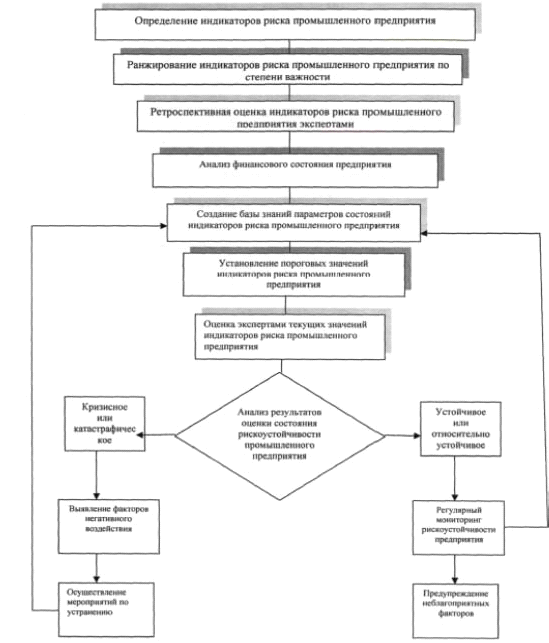 Определение индикаторов риска промышленного предприятия
Ранжирование индикаторов риска промышленного предприятия по
степени важности
Ретроспективная оценка индикаторов риска промышленного
предприятия экспертами
Анализ финансового состояния предприятия
Создание базы знаний параметров состояний
индикаторов риска промышленного предприятия
Установление пороговых значений
индикаторов риска промышленного
предприятия
Оценка экспертами текущих значений
индикаторов риска промышленного
предприятия
Анализ результатов
оценки состояния
рискоустойчивости
промышленного
предприятия
Кризисное
или
катастрафичес
кое
Выявление факторов
негативного
воздействия
Осуществление
мероприятий по
устранению
Устойчивое
или
относительно
устойчивое
Регулярный
мониторинг
рискоустойчивости
предприятия
Предупреждение
неблагоприятных
факторов